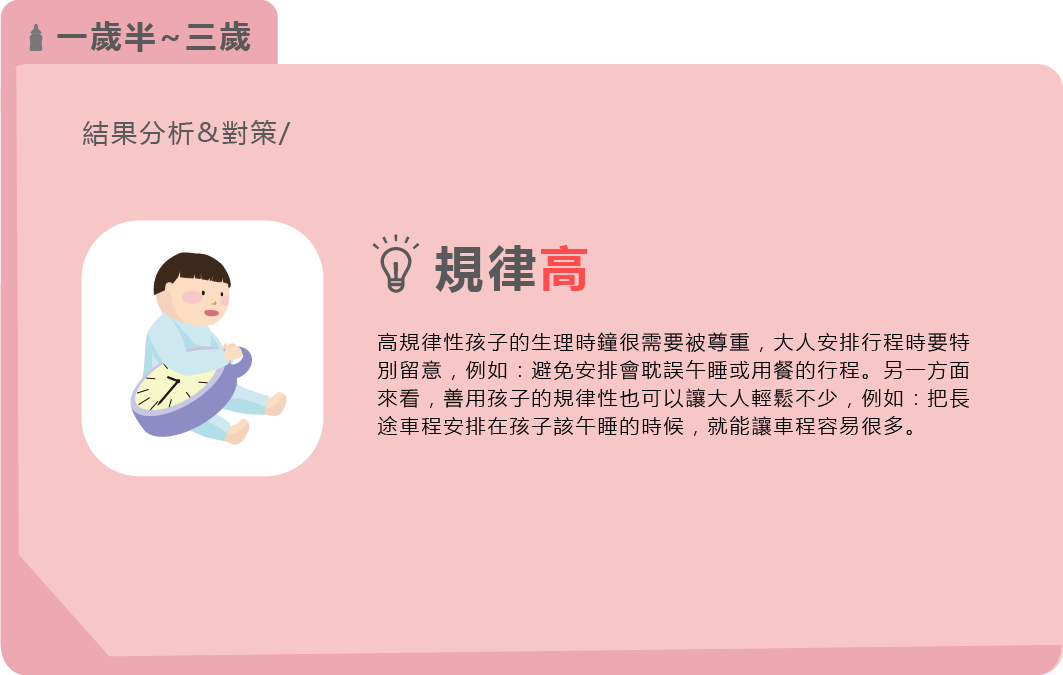 一歲半~三歲
結果分析&對策/
規律高
高規律性孩子的生理時鐘很需要被尊重，大人安排行程時要特
別留意，例如：避免安排會耽誤午睡或用餐的行程。另一方面
來看，善用孩子的規律性也可以讓大人輕鬆不少，例如：把長
途車程安排在孩子該午睡的時候，就能讓車程容易很多。